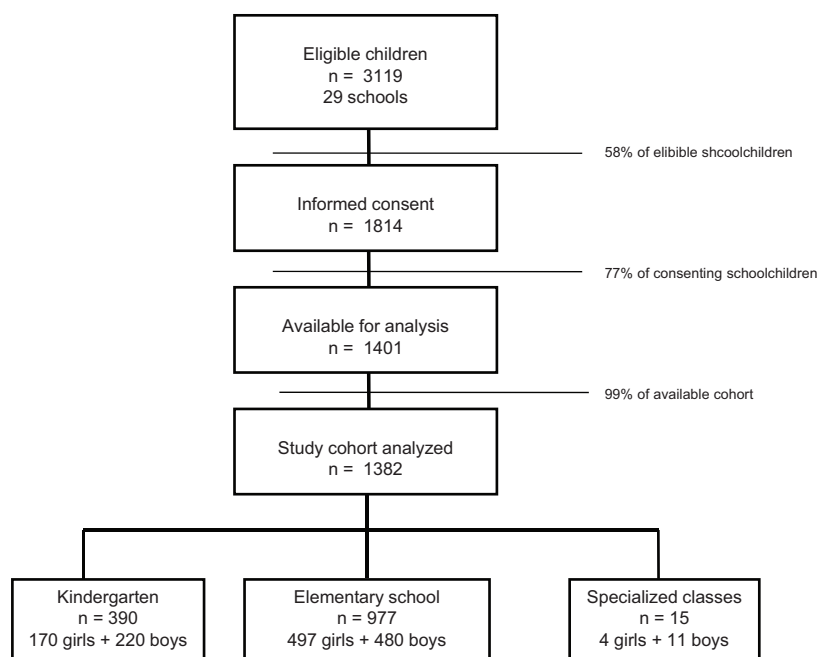 Eligible children
n = 3119
29 schools
58% of elibible shcoolchildren
Informed consent
n = 1814
77% of consenting schoolchildren
Available for analysis
n = 1401
99% of available cohort
Study cohort analyzed
n = 1382
Kindergarten
n = 390
170 girls + 220 boys
Elementary school
n = 977
497 girls + 480 boys
Specialized classes
n = 15
4 girls + 11 boys